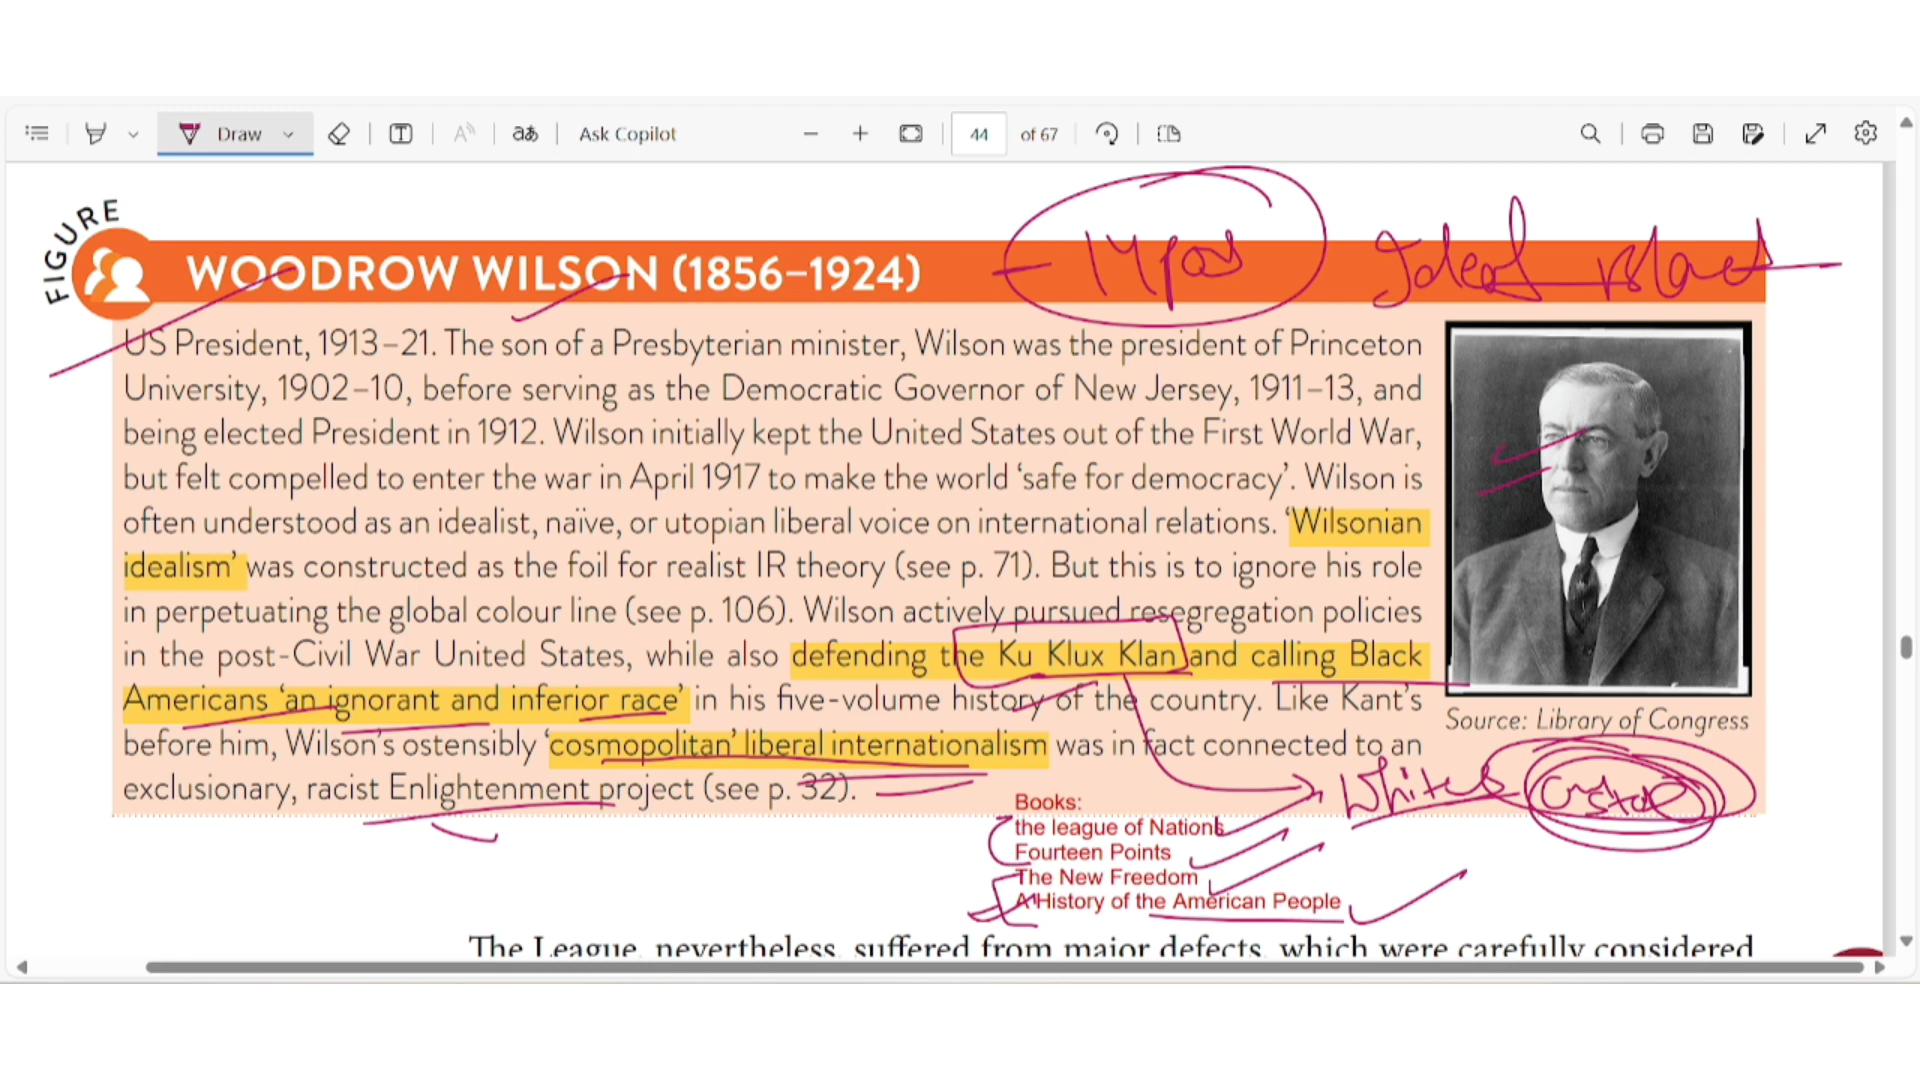 Draw
Ask Copilot
44 of 67
FIGURE
WOODROW WILSON (1856–1924)
US President, 1913–21. The son of a Presbyterian minister, Wilson was the president of Princeton
University, 1902–10, before serving as the Democratic Governor of New Jersey, 1911–13, and
being elected President in 1912. Wilson initially kept the United States out of the First World War,
but felt compelled to enter the war in April 1917 to make the world ‘safe for democracy’. Wilson is
often understood as an idealist, naïve, or utopian liberal voice on international relations. ‘Wilsonian
idealism’ was constructed as the foil for realist IR theory (see p. 71). But this is to ignore his role
in perpetuating the global colour line (see p. 106). Wilson actively pursued resegregation policies
in the post-Civil War United States, while also defending the Ku Klux Klan and calling Black
Americans ‘an ignorant and inferior race’ in his five-volume history of the country. Like Kant’s
before him, Wilson’s ostensibly ‘cosmopolitan’ liberal internationalism was in fact connected to an
exclusionary, racist Enlightenment project (see p. 32).
Source: Library of Congress
Whites
Books:
the league of Nations
Fourteen Points
The New Freedom
A History of the American People
The League, nevertheless, suffered from major defects, which were carefully considered